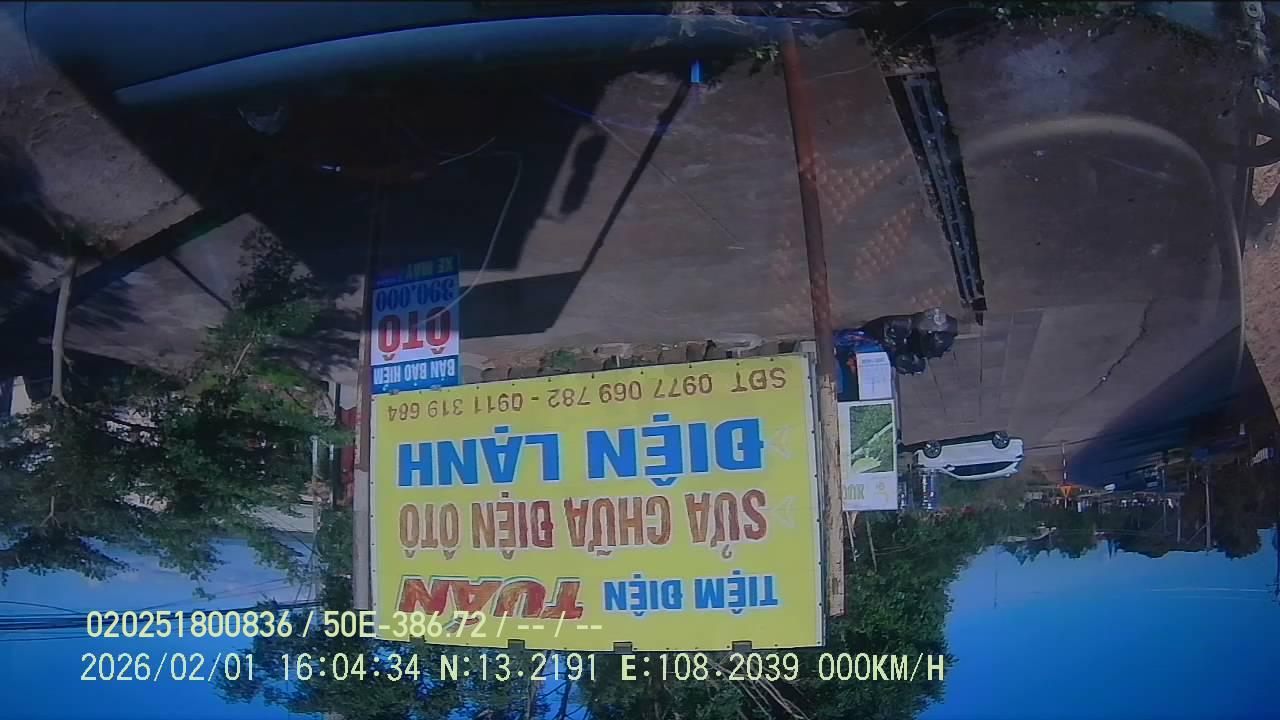 TIỆM ĐIỆN TUẤN
SỬA CHỮA ĐIỆN ÔTÔ
ĐIỆN LẠNH
SĐT 0977 069 782 - 0911 319 684
BÁN BẢO HIỂM
ÔTÔ
390.000
XE MÁY
020251800836 / 50E-386.72 / -- / --
2026/02/01 16:04:34 N:13.2191 E:108.2039 000KM/H